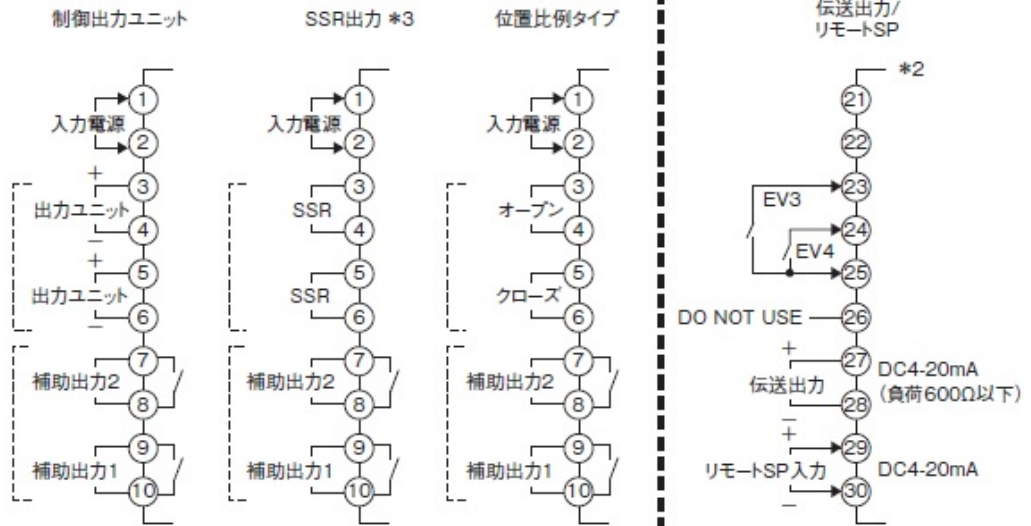 制御出力ユニット
1
入力電源
2
+
3
出力ユニット
4
−
+
5
出力ユニット
6
−
7
補助出力2
8
9
補助出力1
10
SSR出力 *3
1
入力電源
2
3
SSR
4
5
SSR
6
7
補助出力2
8
9
補助出力1
10
位置比例タイプ
1
入力電源
2
3
オープン
4
5
クローズ
6
7
補助出力2
8
9
補助出力1
10
伝送出力/
リモートSP
*2
21
22
23
EV3
24
EV4
25
DO NOT USE 26
+
27
DC4-20mA
伝送出力
(負荷600Ω以下)
28
−
+
29
リモートSP入力
DC4-20mA
30
−